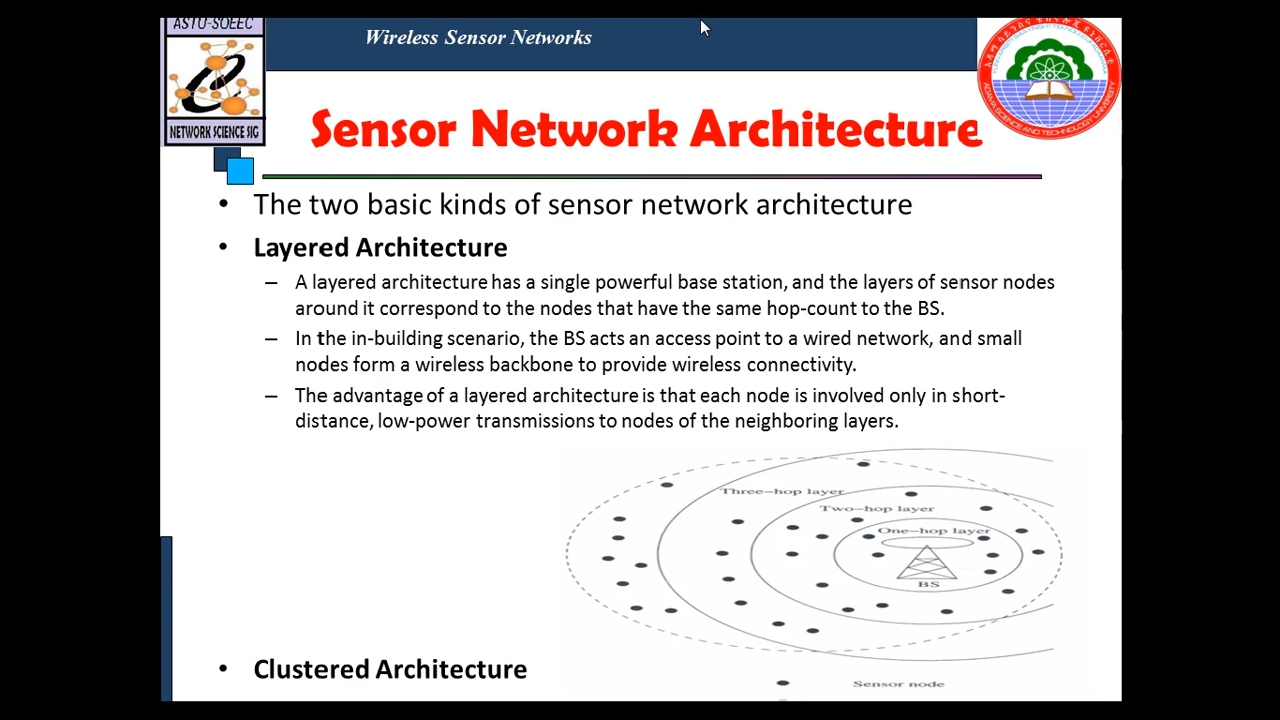 ASTU-SOEEC
Wireless Sensor Networks
NETWORK SCIENCE SIG
Sensor Network Architecture
• The two basic kinds of sensor network architecture
• Layered Architecture
– A layered architecture has a single powerful base station, and the layers of sensor nodes
around it correspond to the nodes that have the same hop-count to the BS.
– In the in-building scenario, the BS acts an access point to a wired network, and small
nodes form a wireless backbone to provide wireless connectivity.
– The advantage of a layered architecture is that each node is involved only in short-
distance, low-power transmissions to nodes of the neighboring layers.
Three-hop layer
Two-hop layer
One-hop layer
BS
• Clustered Architecture
Sensor node